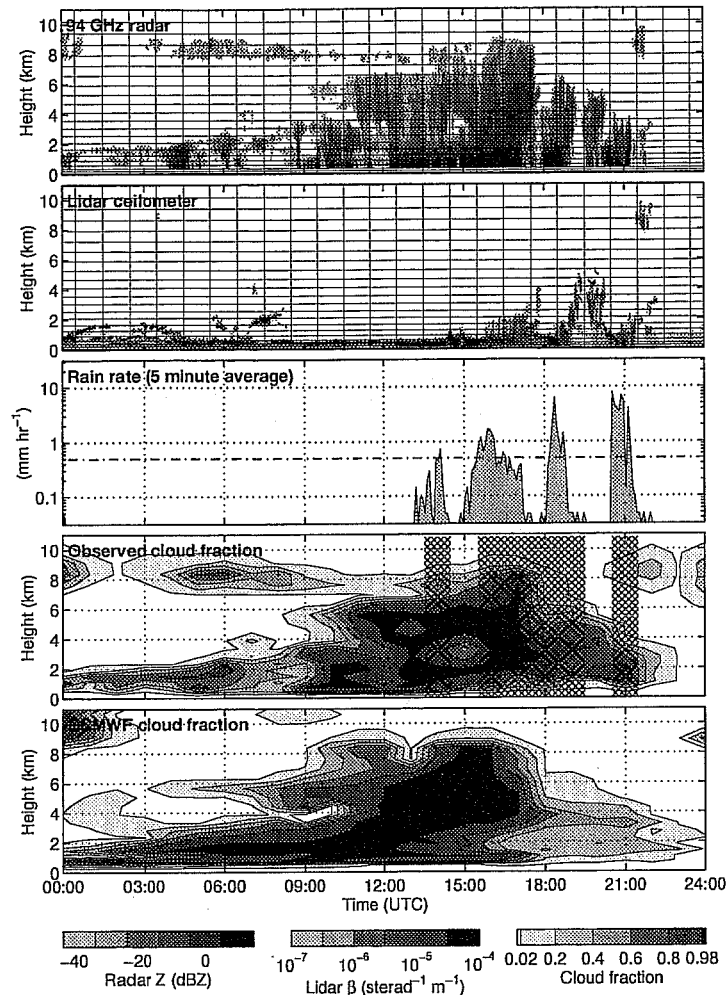 94 GHz radar
10
8
6
4
2
0
Height (km)
Lidar ceilometer
10
8
6
4
2
0
Height (km)
Rain rate (5 minute average)
10
1
0.1
(mm hr⁻¹)
Observed cloud fraction
10
8
6
4
2
0
Height (km)
ECMWF cloud fraction
10
8
6
4
2
0
Height (km)
00:00 03:00 06:00 09:00 12:00 15:00 18:00 21:00 24:00
Time (UTC)
−40 −20 0
Radar Z (dBZ)
10⁻⁷ 10⁻⁶ 10⁻⁵ 10⁻⁴
Lidar β (sterad⁻¹ m⁻¹)
0.02 0.2 0.4 0.6 0.8 0.98
Cloud fraction